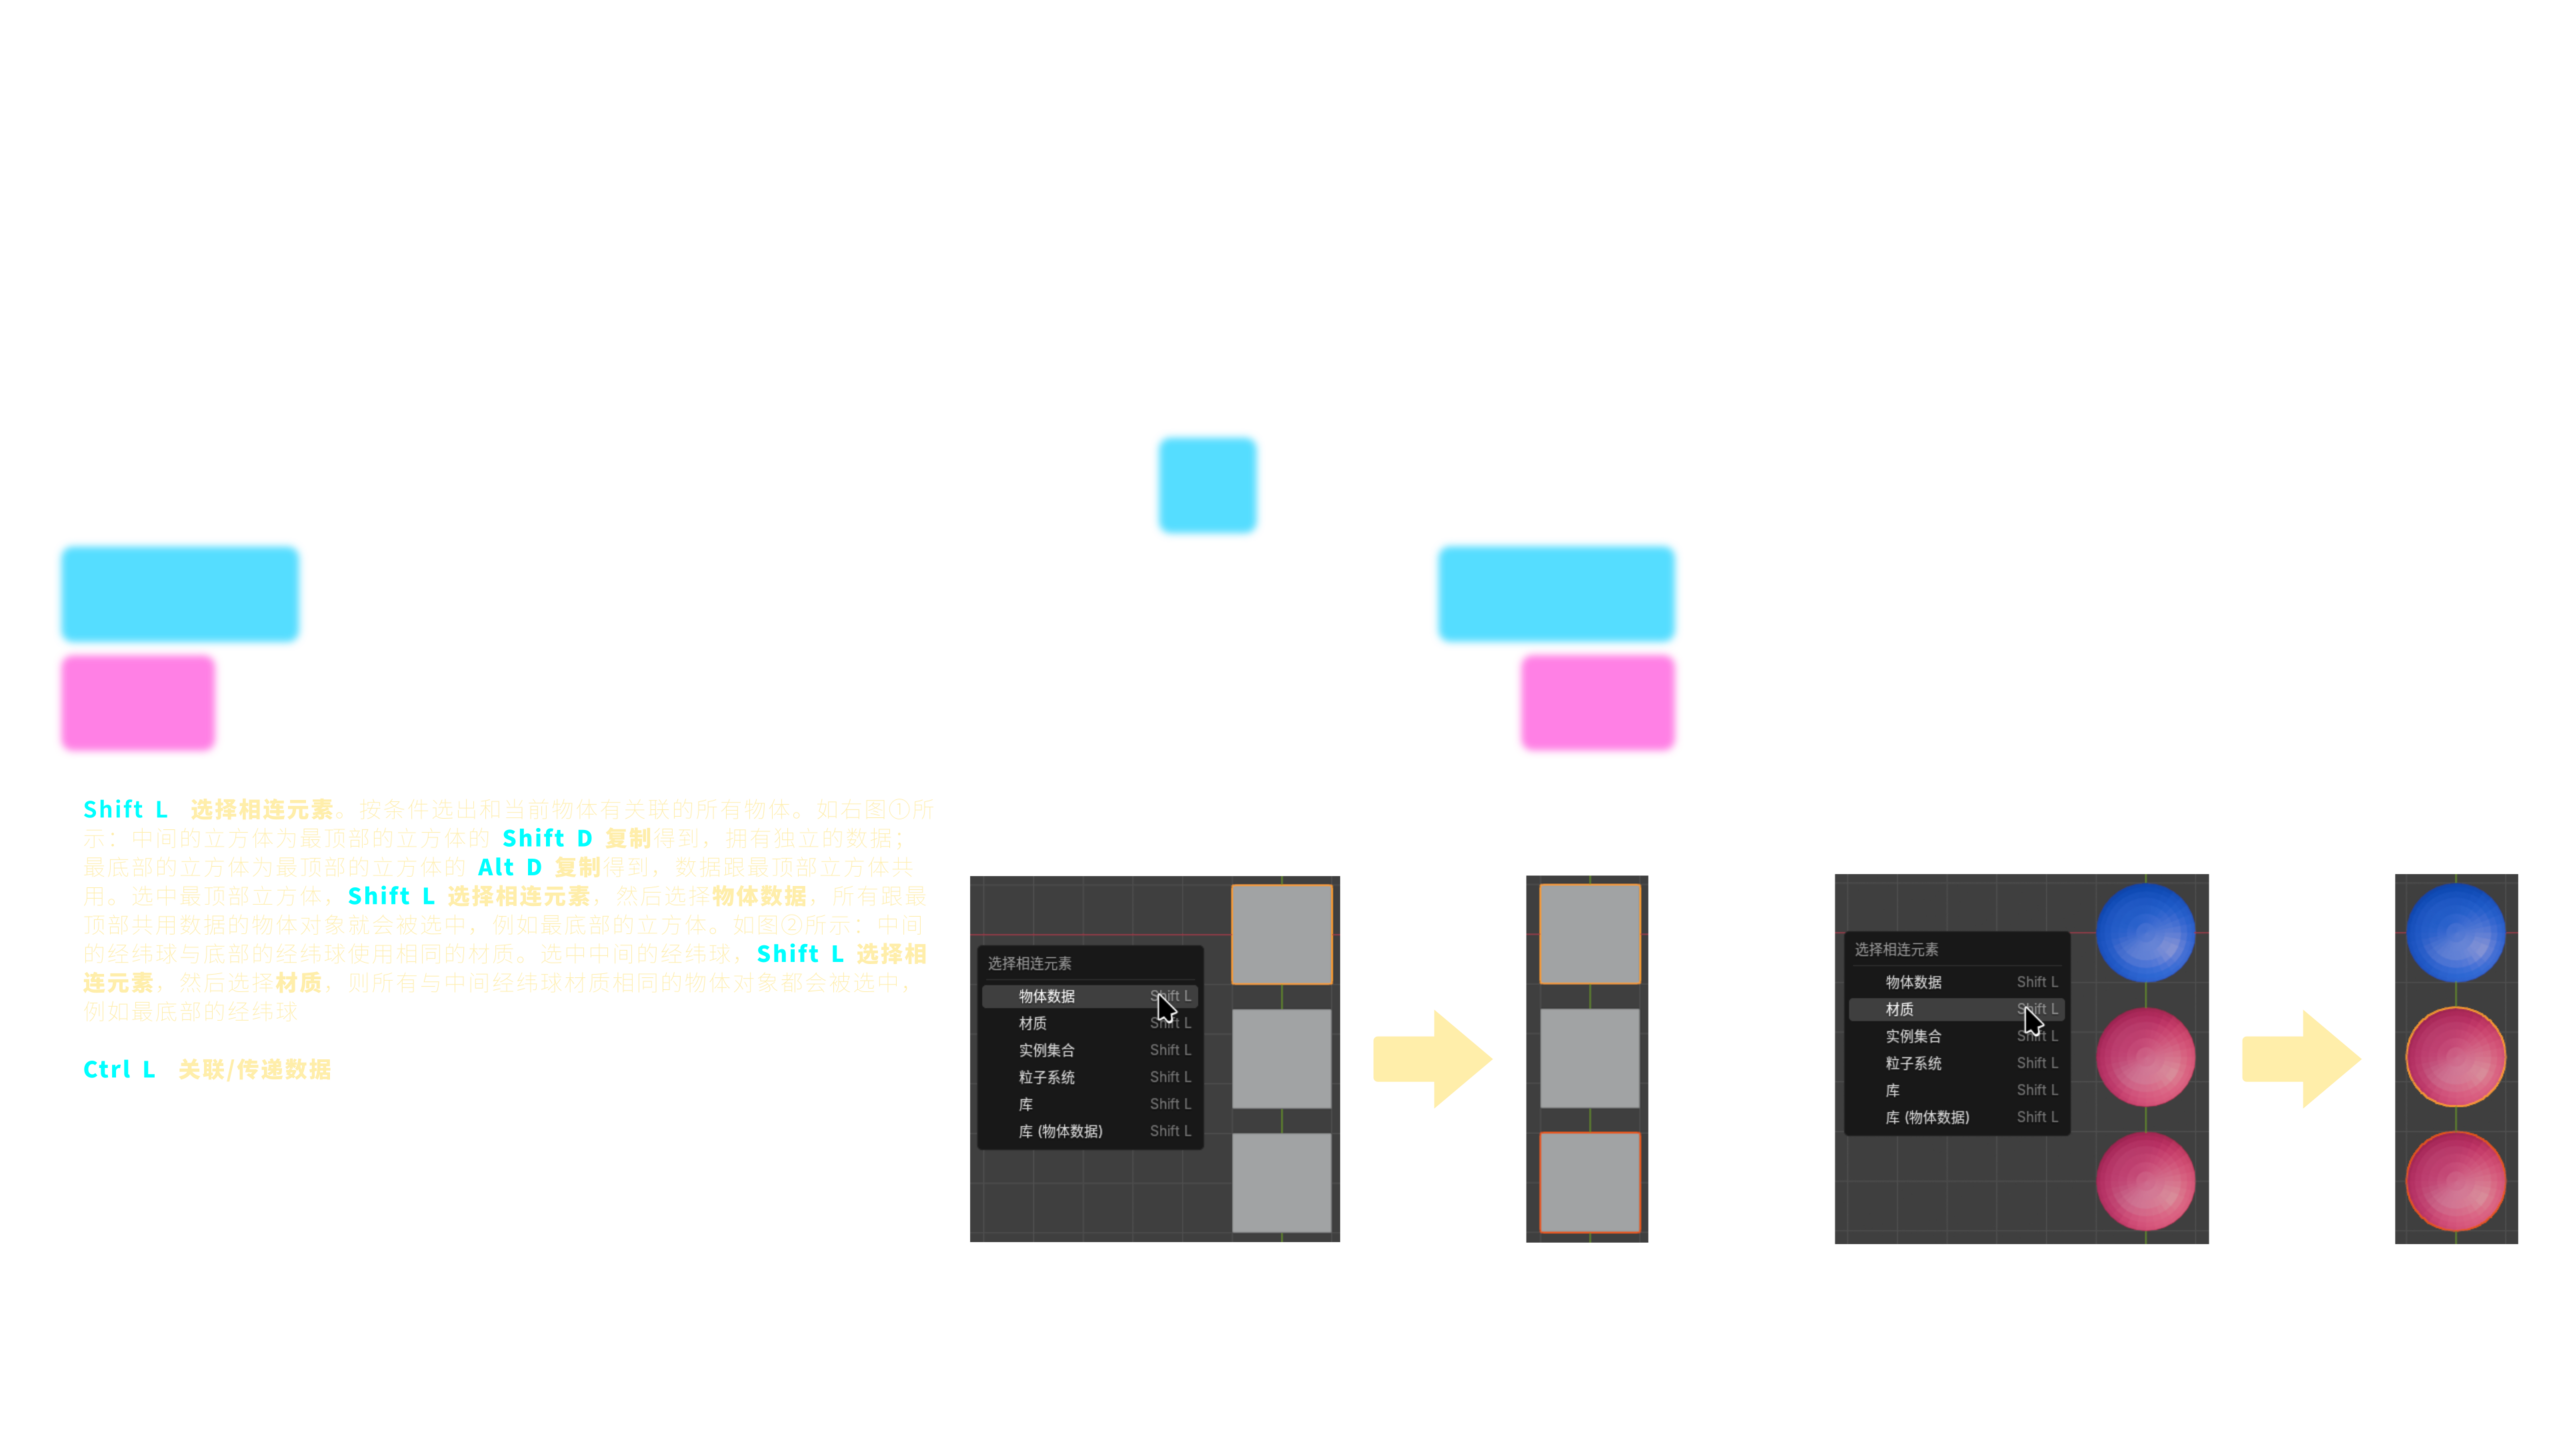 Shift L 选择相连元素。按条件选出和当前物体有关联的所有物体。如右图①所
示：中间的立方体为最顶部的立方体的 Shift D 复制得到，拥有独立的数据；
最底部的立方体为最顶部的立方体的 Alt D 复制得到，数据跟最顶部立方体共
用。选中最顶部立方体，Shift L 选择相连元素，然后选择物体数据，所有跟最
顶部共用数据的物体对象就会被选中，例如最底部的立方体。如图②所示：中间
的经纬球与底部的经纬球使用相同的材质。选中中间的经纬球，Shift L 选择相
连元素，然后选择材质，则所有与中间经纬球材质相同的物体对象都会被选中，
例如最底部的经纬球
Ctrl L 关联/传递数据
选择相连元素
物体数据 Shift L
材质 Shift L
实例集合 Shift L
粒子系统 Shift L
库 Shift L
库 (物体数据) Shift L
选择相连元素
物体数据 Shift L
材质 Shift L
实例集合 Shift L
粒子系统 Shift L
库 Shift L
库 (物体数据) Shift L